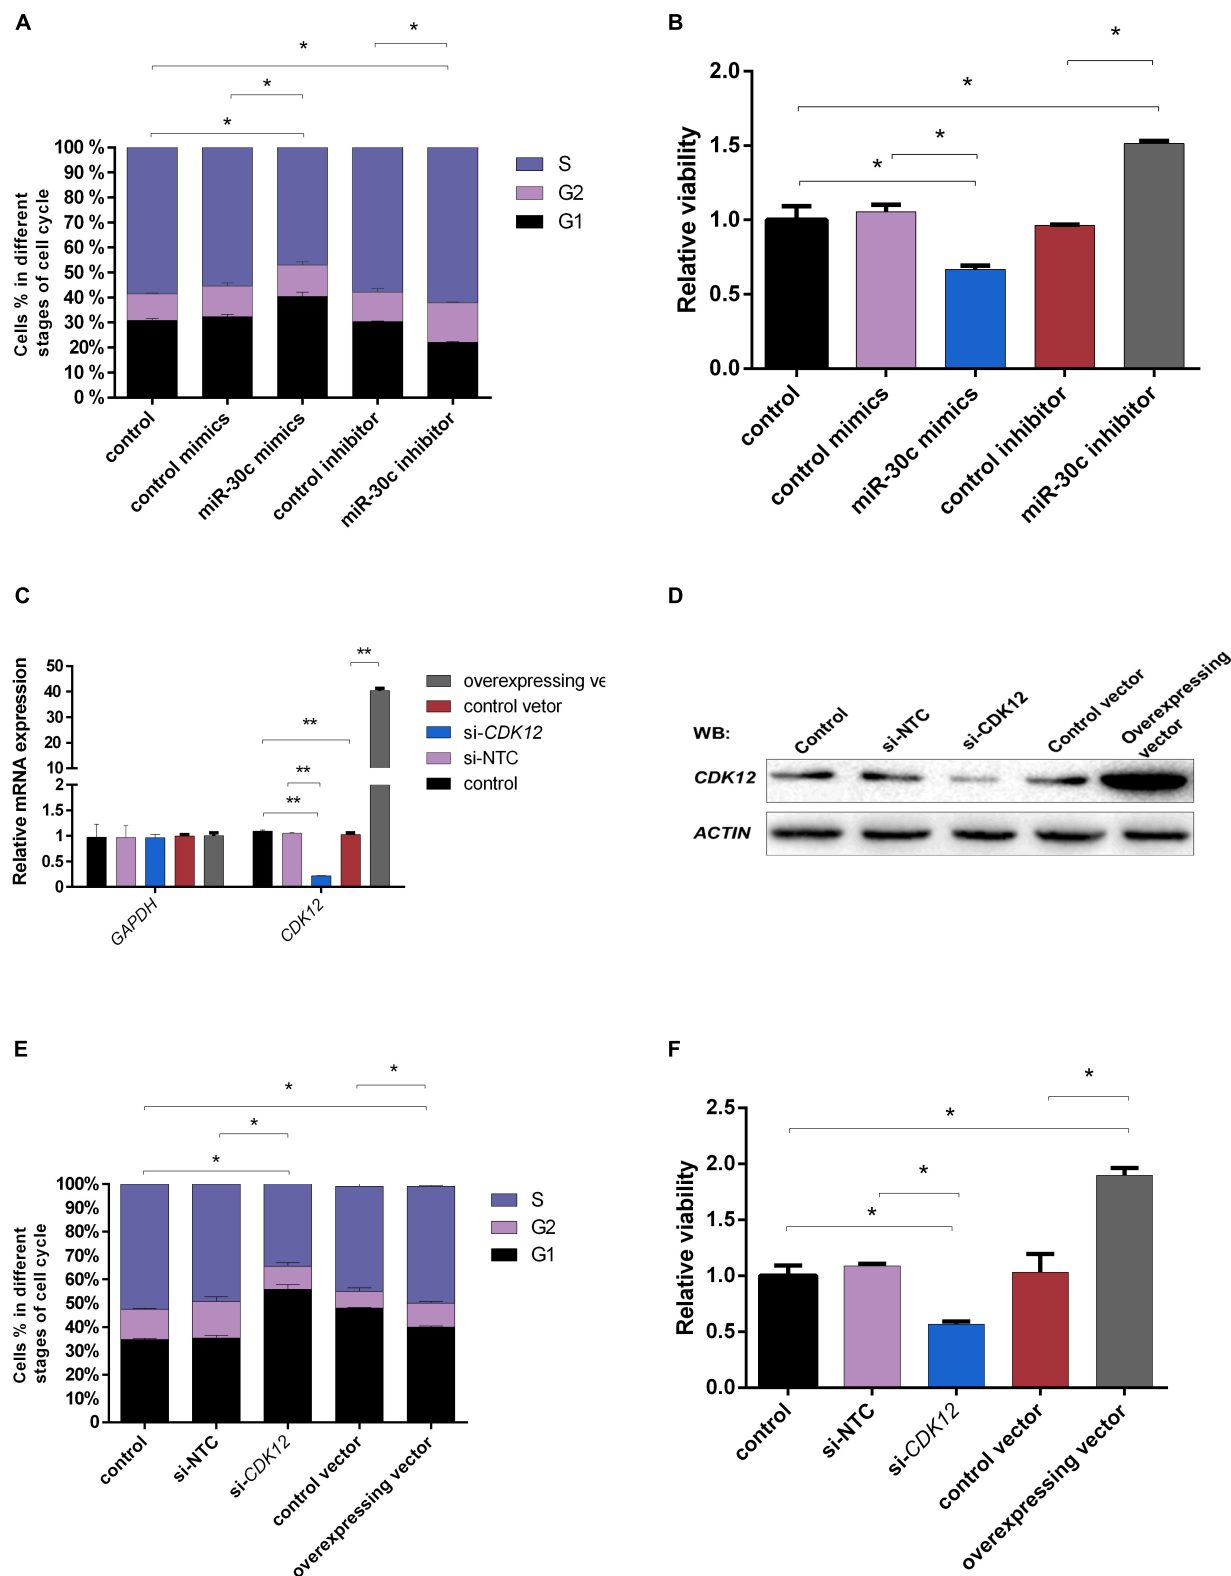 A
*
*
*
*
100 %
90 %
80 %
70 %
60 %
50 %
40 %
30 %
20%
10 %
0 %
Cells % in different
stages of cell cycle
S
G2
G1
control
control mimics
miR-30c mimics
control inhibitor
miR-30c inhibitor
B
*
*
*
*
2.0
1.5
1.0
0.5
0.0
Relative viability
control
control mimics
miR-30c mimics
control inhibitor
miR-30c inhibitor
C
Relative mRNA expression
50
40
30
20
10
2
1.5
1
0.5
0
**
**
**
**
GAPDH
CDK12
overexpressing ve
control vetor
si-CDK12
si-NTC
control
D
WB:
Control
si-NTC
si-CDK12
Control vector
Overexpressing
vector
CDK12
ACTIN
E
*
*
*
*
100%
90%
80%
70%
60%
50%
40%
30%
20%
10%
0
Cells % in different
stages of cell cycle
S
G2
G1
control
si-NTC
si-CDK12
control vector
overexpressing vector
F
*
*
*
*
2.5
2.0
1.5
1.0
0.5
0.0
Relative viability
control
si-NTC
si-CDK12
control vector
overexpressing vector